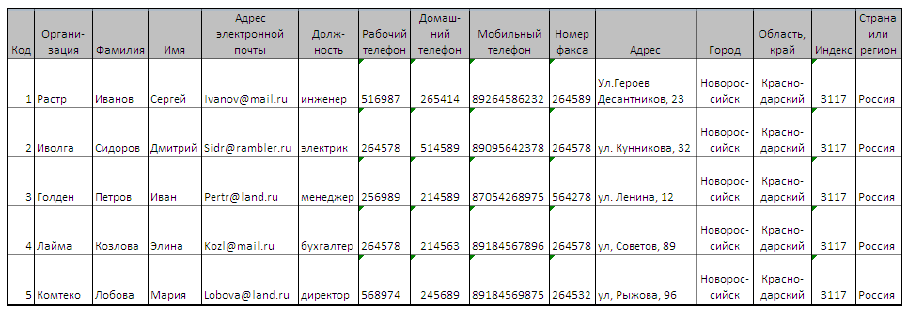 Код Органи-зация Фамилия Имя Адрес электронной почты Долж-ность Рабочий телефон Домаш-ний телефон Мобильный телефон Номер факса Адрес Город Область, край Индекс Страна или регион
1 Растр Иванов Сергей Ivanov@mail.ru инженер 516987 265414 89264586232 264589 Ул.Героев Десантников, 23 Новорос-сийск Красно-дарский 3117 Россия
2 Иволга Сидоров Дмитрий Sidr@rambler.ru электрик 264578 514589 89095642378 264578 ул. Кунникова, 32 Новорос-сийск Красно-дарский 3117 Россия
3 Голден Петров Иван Pertr@land.ru менеджер 256989 214589 87054268975 564278 ул. Ленина, 12 Новорос-сийск Красно-дарский 3117 Россия
4 Лайма Козлова Элина Kozl@mail.ru бухгалтер 264578 214563 89184567896 264578 ул, Советов, 89 Новорос-сийск Красно-дарский 3117 Россия
5 Комтеко Лобова Мария Lobova@land.ru директор 568974 245689 89184569875 264532 ул, Рыжова, 96 Новорос-сийск Красно-дарский 3117 Россия